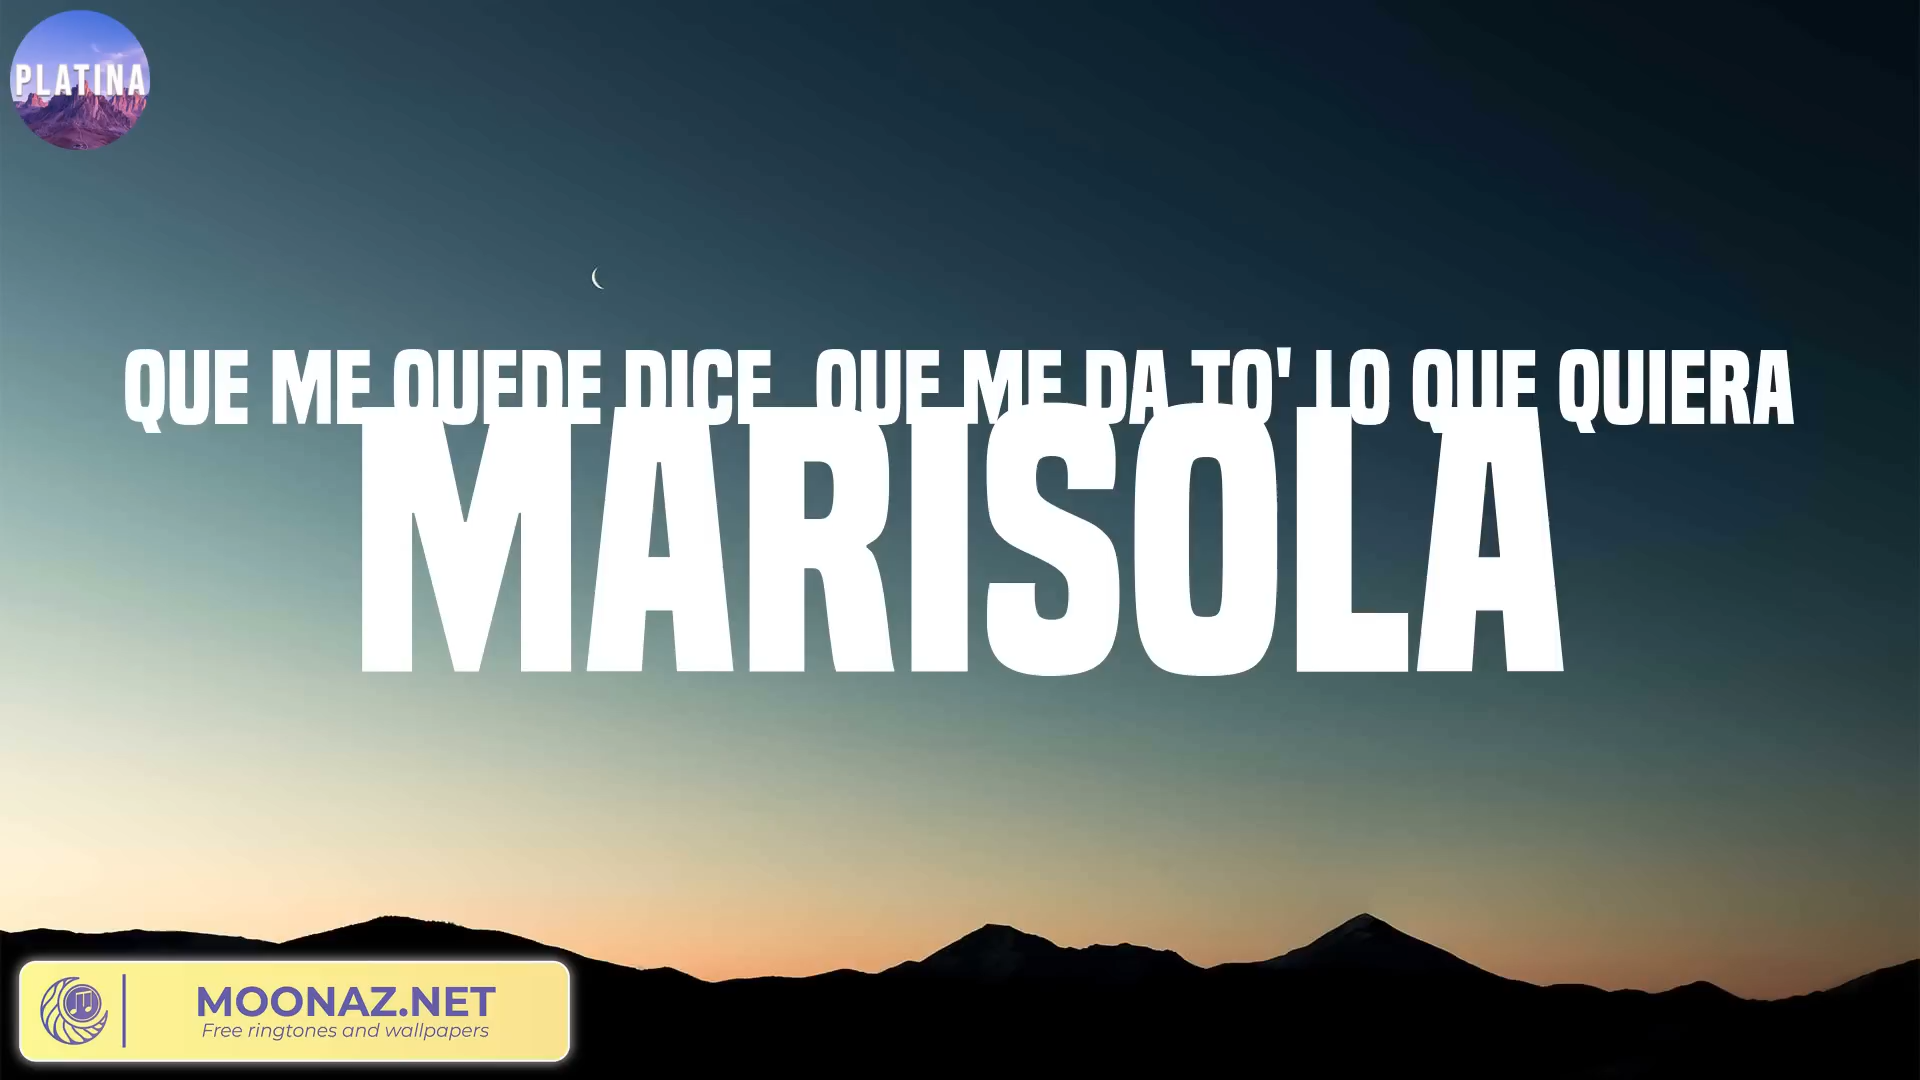 PLATINA
QUE ME QUEDE DICE, QUE ME DA TO' LO QUE QUIERA
MARISOLA
MOONAZ.NET
Free ringtones and wallpapers